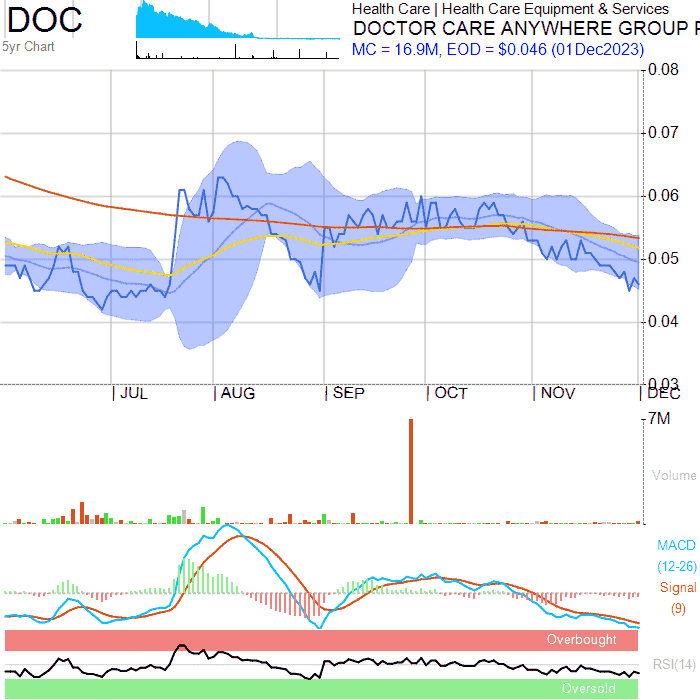 DOC
5yr Chart
Health Care | Health Care Equipment & Services
DOCTOR CARE ANYWHERE GROUP
MC = 16.9M, EOD = $0.046 (01Dec2023)
0.08
0.07
0.06
0.05
0.04
0.03
JUL
AUG
SEP
OCT
NOV
DEC
7M
Volume
MACD
(12-26)
Signal
(9)
Overbought
RSI(14)
Oversold